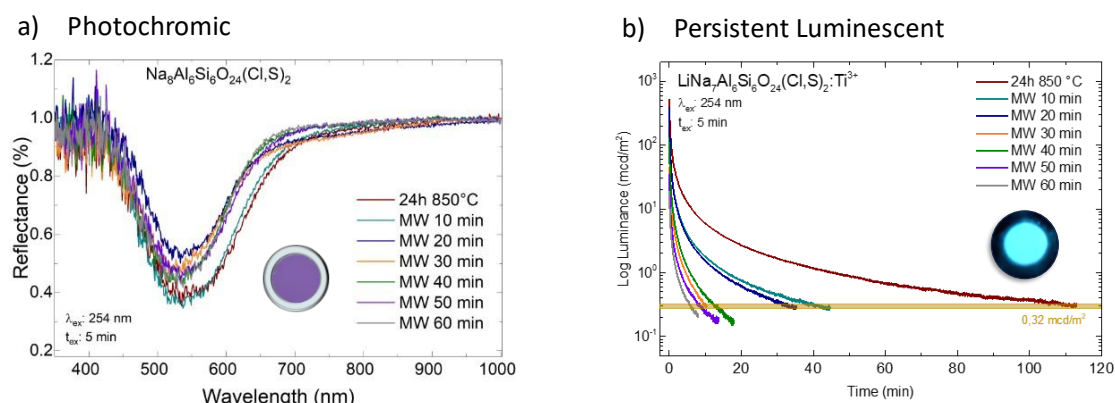 a) Photochromic
Na₈Al₆Si₆O₂₄(Cl,S)₂
Reflectance (%)
1.2
1.0
0.8
0.6
0.4
0.2
24h 850°C
MW 10 min
MW 20 min
MW 30 min
MW 40 min
MW 50 min
MW 60 min
λₑₓ: 254 nm
tₑₓ: 5 min
400 500 600 700 800 900 1000
Wavelength (nm)
b) Persistent Luminescent
LiNa₇Al₆Si₆O₂₄(Cl,S)₂:Ti³⁺
λₑₓ: 254 nm
tₑₓ: 5 min
Log Luminance (mcd/m²)
10³
10²
10¹
10⁰
10⁻¹
24h 850 °C
MW 10 min
MW 20 min
MW 30 min
MW 40 min
MW 50 min
MW 60 min
0,32 mcd/m²
0 20 40 60 80 100 120
Time (min)